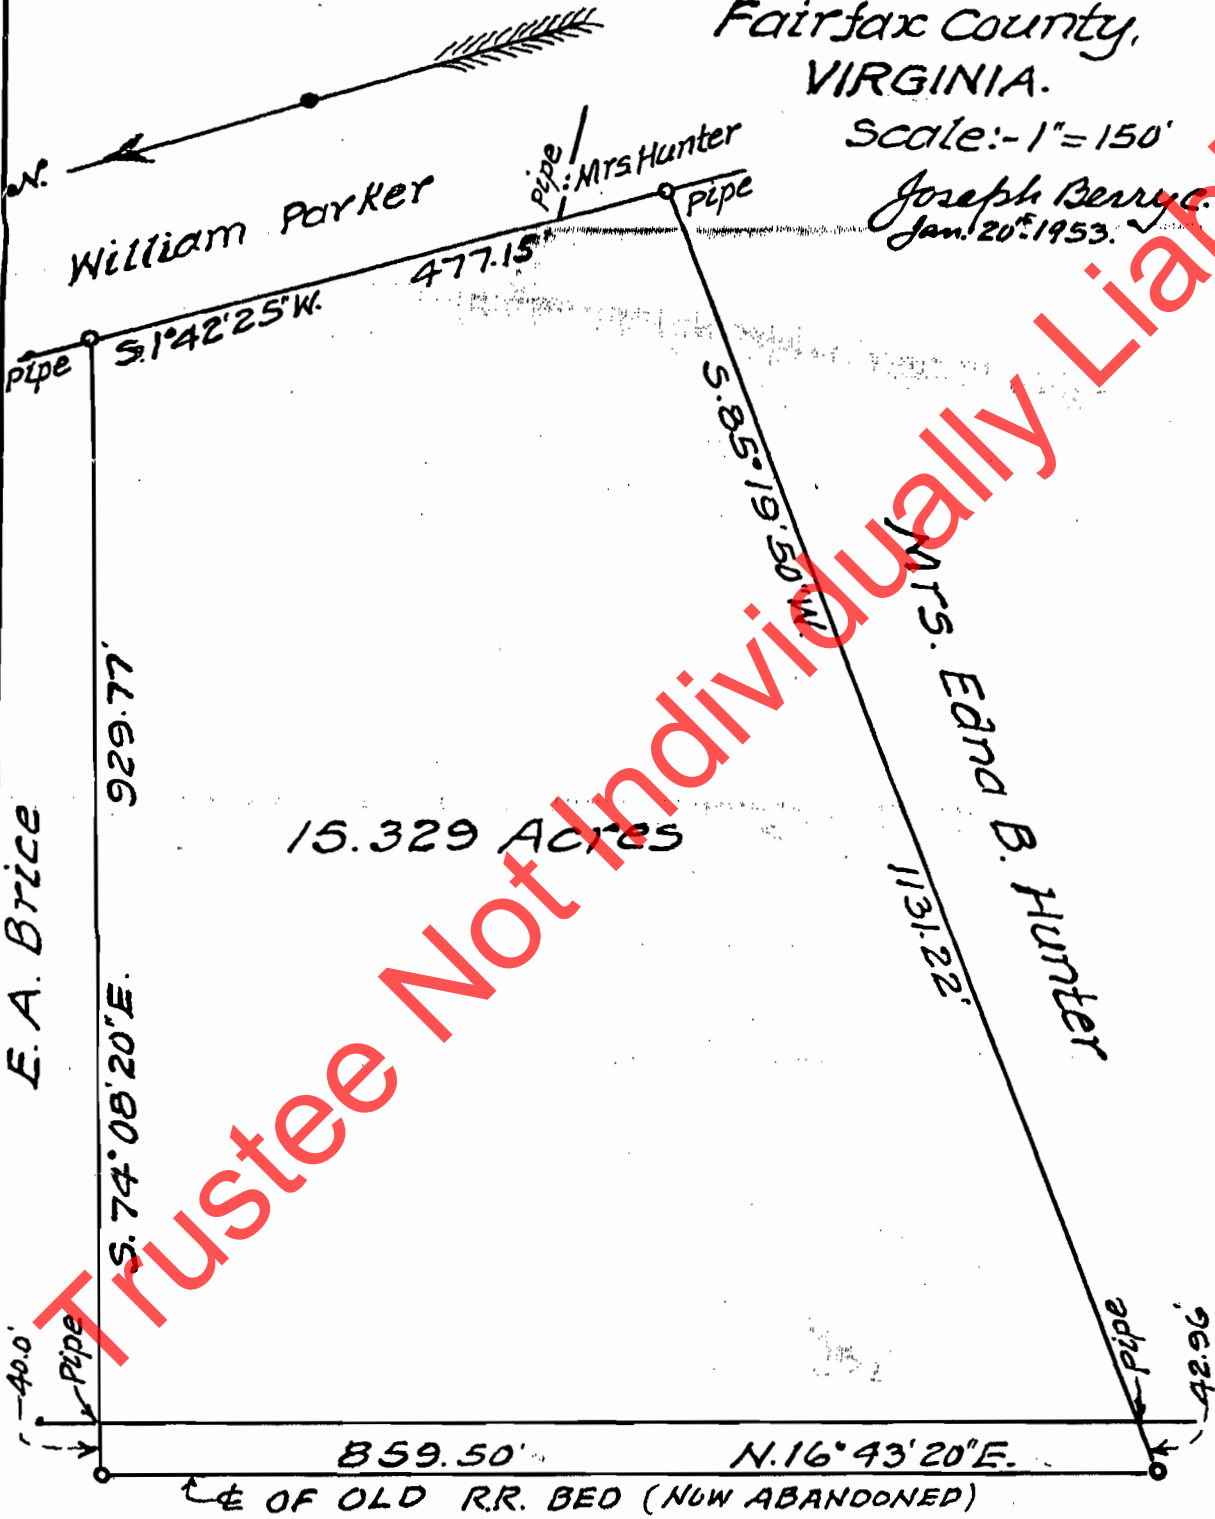 Fairfax County,
VIRGINIA.
Scale:- 1"= 150'
Joseph Berry
Jan. 20th 1953.
N.
William Parker
Pipe
Mrs. Hunter
Pipe
477.15'
S.1°42'25"W.
Pipe
S.85°19'50"W.
Mrs. Edna B. Hunter
929.77'
15.329 Acres
E. A. Brice
1131.22'
S. 74° 08' 20" E.
Trustee Not Individually
40.0'
Pipe
Pipe
42.96'
859.50' N.16°43'20"E.
℄ OF OLD R.R. BED (NOW ABANDONED)